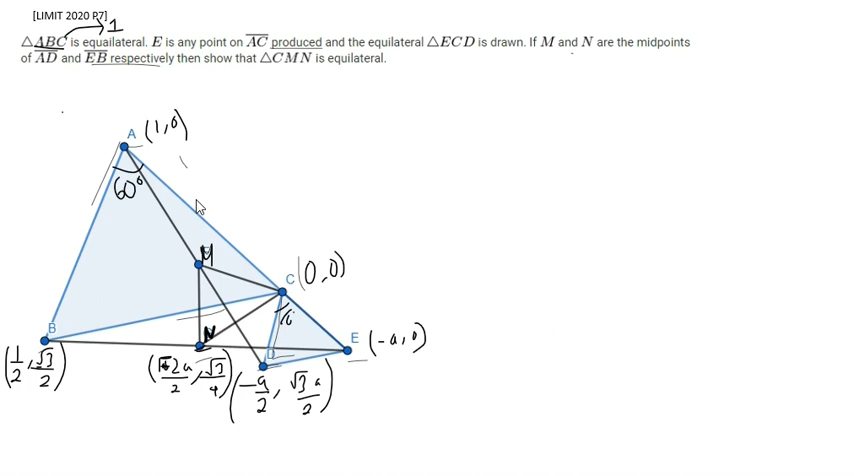 [LIMIT 2020 P7]
1
△ABC is equailateral. E is any point on AC produced and the equilateral △ECD is drawn. If M and N are the midpoints
of AD and EB respectively then show that △CMN is equilateral.
A (1,0)
60°
M
C (0,0)
B
N
D
E (-a,0)
(1/2, √3/2)
(-a/2, √3a/2)